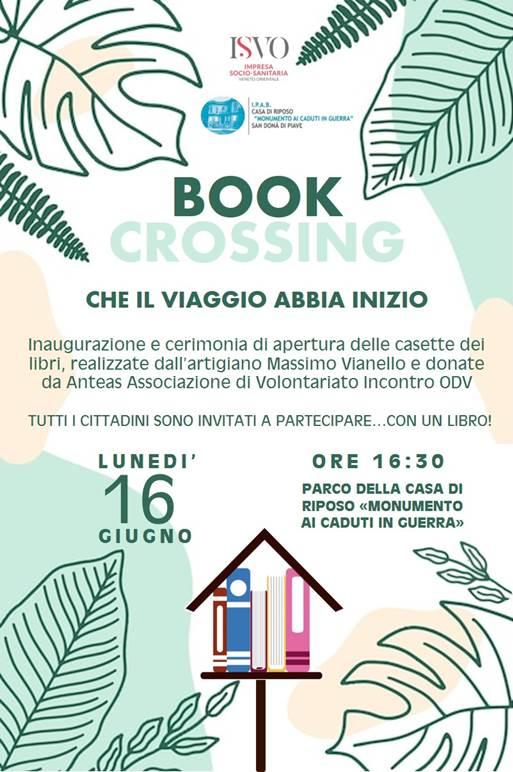 ISVO
IMPRESA
SOCIO-SANITARIA
VENETO ORIENTALE
I.P.A.B.
CASA DI RIPOSO
"MONUMENTO AI CADUTI IN GUERRA"
SAN DONÀ DI PIAVE
BOOK
CROSSING
CHE IL VIAGGIO ABBIA INIZIO
Inaugurazione e cerimonia di apertura delle casette dei
libri, realizzate dall'artigiano Massimo Vianello e donate
da Anteas Associazione di Volontariato Incontro ODV
TUTTI I CITTADINI SONO INVITATI A PARTECIPARE...CON UN LIBRO!
LUNEDI'
16
GIUGNO
ORE 16:30
PARCO DELLA CASA DI
RIPOSO «MONUMENTO
AI CADUTI IN GUERRA»